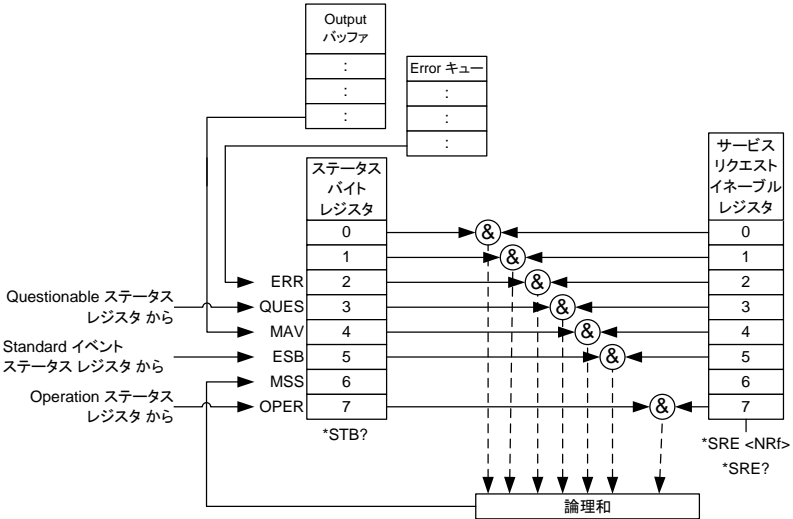 Output
バッファ
:
:
:
Error キュー
:
:
:
ステータス
バイト
レジスタ
0
1
2
3
4
5
6
7
*STB?
ERR
QUES
MAV
ESB
MSS
OPER
Questionable ステータス
レジスタ から
Standard イベント
ステータス レジスタ から
Operation ステータス
レジスタ から
&
&
&
&
&
&
&
サービス
リクエスト
イネーブル
レジスタ
0
1
2
3
4
5
6
7
*SRE <NRf>
*SRE?
論理和